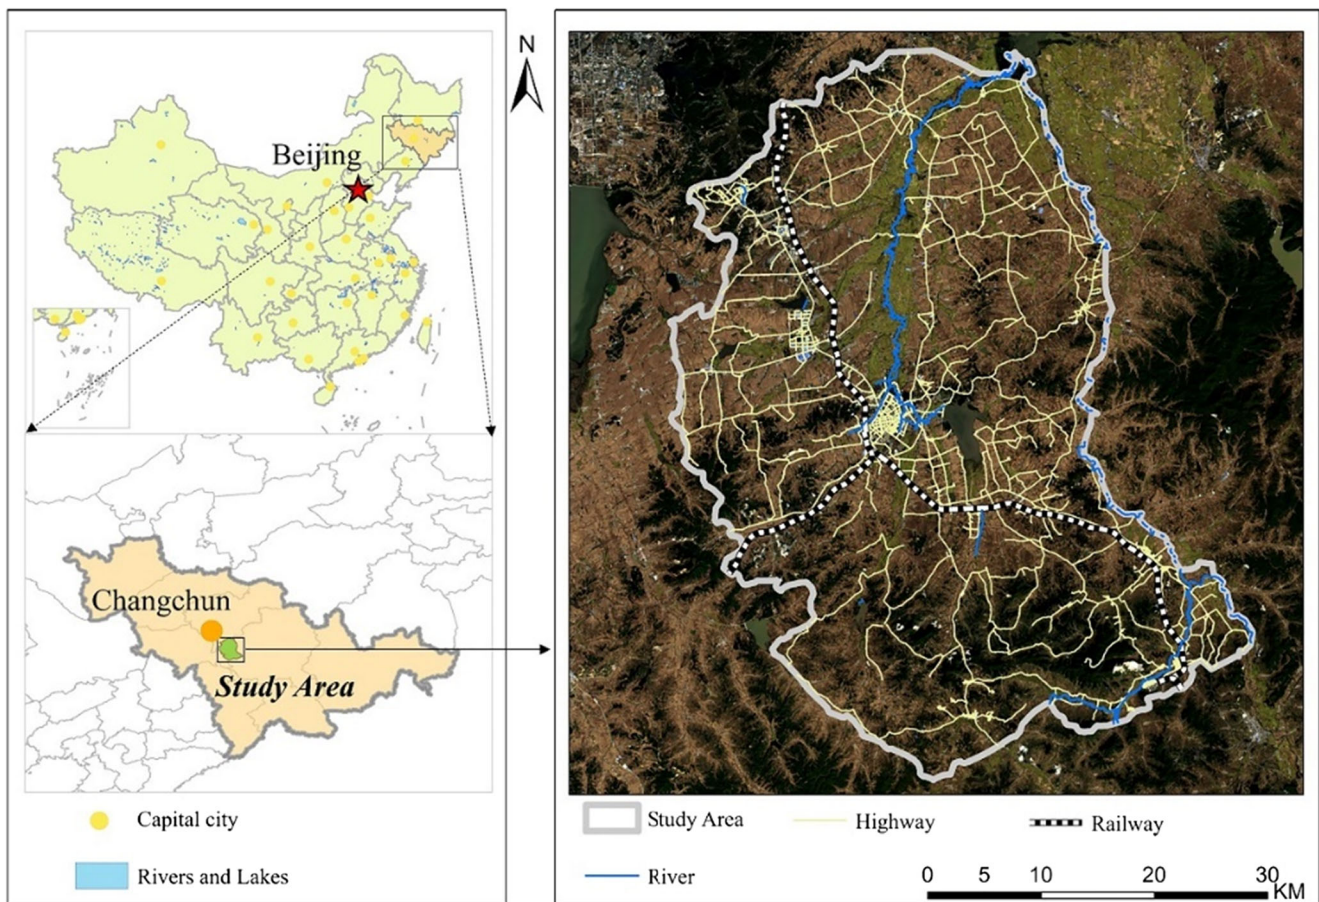 N
Beijing
Changchun
Study Area
Capital city
Rivers and Lakes
Study Area
Highway
Railway
River
0 5 10 20 30
KM